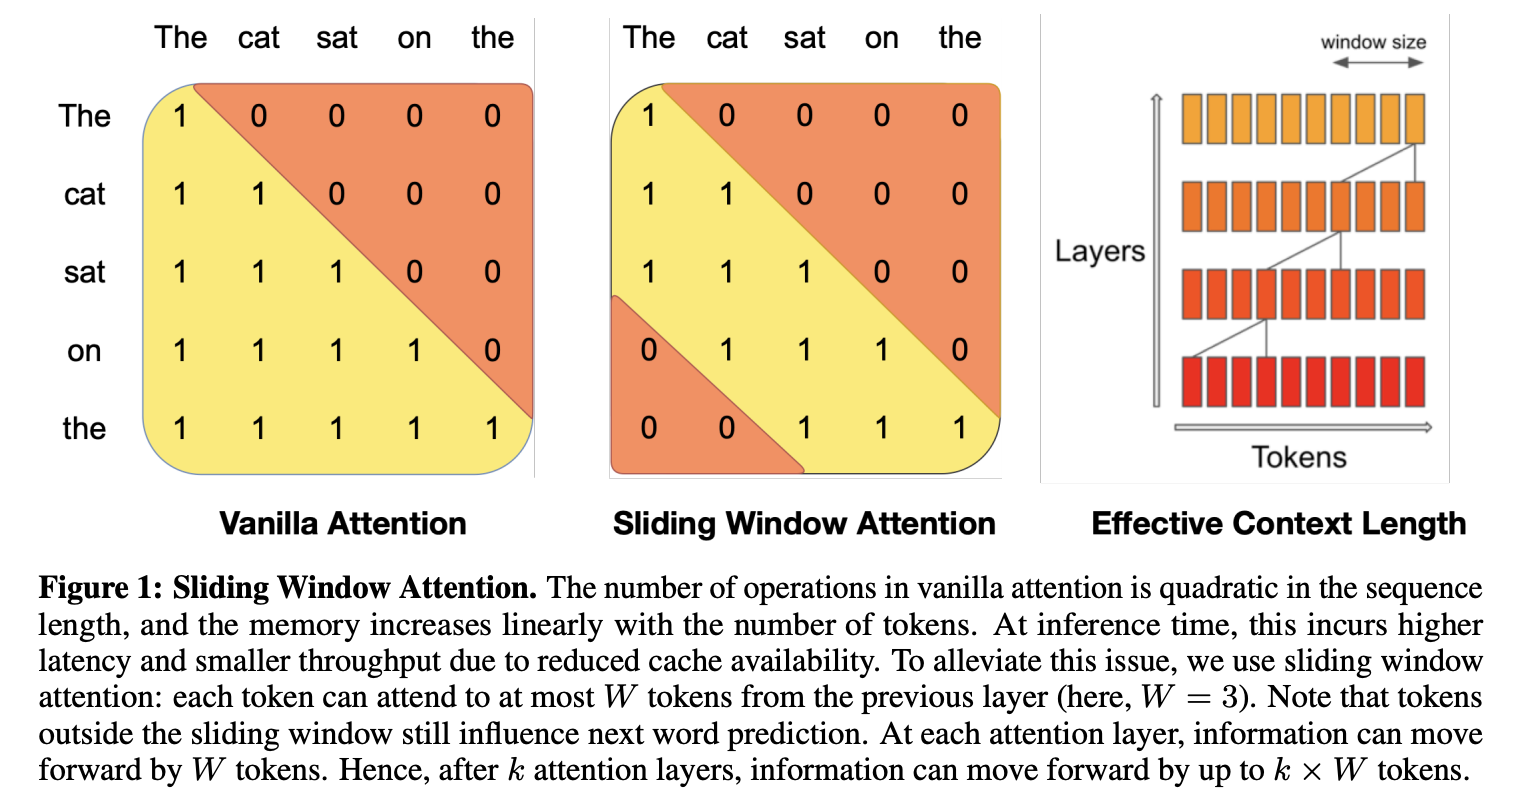 The cat sat on the
The 1 0 0 0 0
cat 1 1 0 0 0
sat 1 1 1 0 0
on 1 1 1 1 0
the 1 1 1 1 1
Vanilla Attention
The cat sat on the
1 0 0 0 0
1 1 0 0 0
1 1 1 0 0
0 1 1 1 0
0 0 1 1 1
Sliding Window Attention
window size
Layers
Tokens
Effective Context Length
Figure 1: Sliding Window Attention. The number of operations in vanilla attention is quadratic in the sequence
length, and the memory increases linearly with the number of tokens. At inference time, this incurs higher
latency and smaller throughput due to reduced cache availability. To alleviate this issue, we use sliding window
attention: each token can attend to at most W tokens from the previous layer (here, W = 3). Note that tokens
outside the sliding window still influence next word prediction. At each attention layer, information can move
forward by W tokens. Hence, after k attention layers, information can move forward by up to k × W tokens.